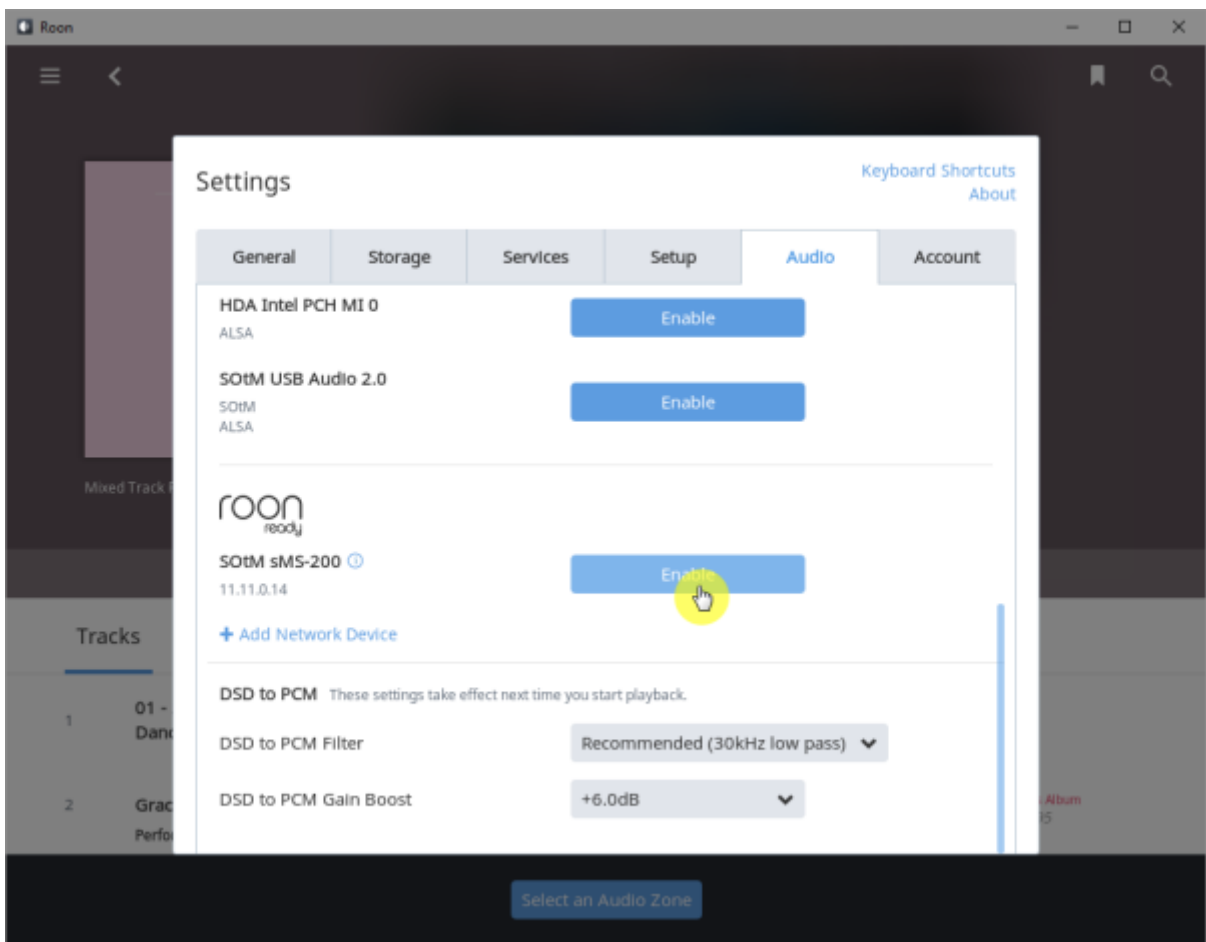 Roon
Settings
Keyboard Shortcuts
About
General Storage Services Setup Audio Account
HDA Intel PCH MI 0
ALSA
Enable
SOtM USB Audio 2.0
SOtM
ALSA
Enable
Mixed Track
roon
ready
SOtM sMS-200
11.11.0.14
Enable
+ Add Network Device
Tracks
DSD to PCM These settings take effect next time you start playback.
1
01 -
DSD to PCM Filter
Recommended (30kHz low pass)
DSD to PCM Gain Boost
+6.0dB
2
Album
Select an Audio Zone